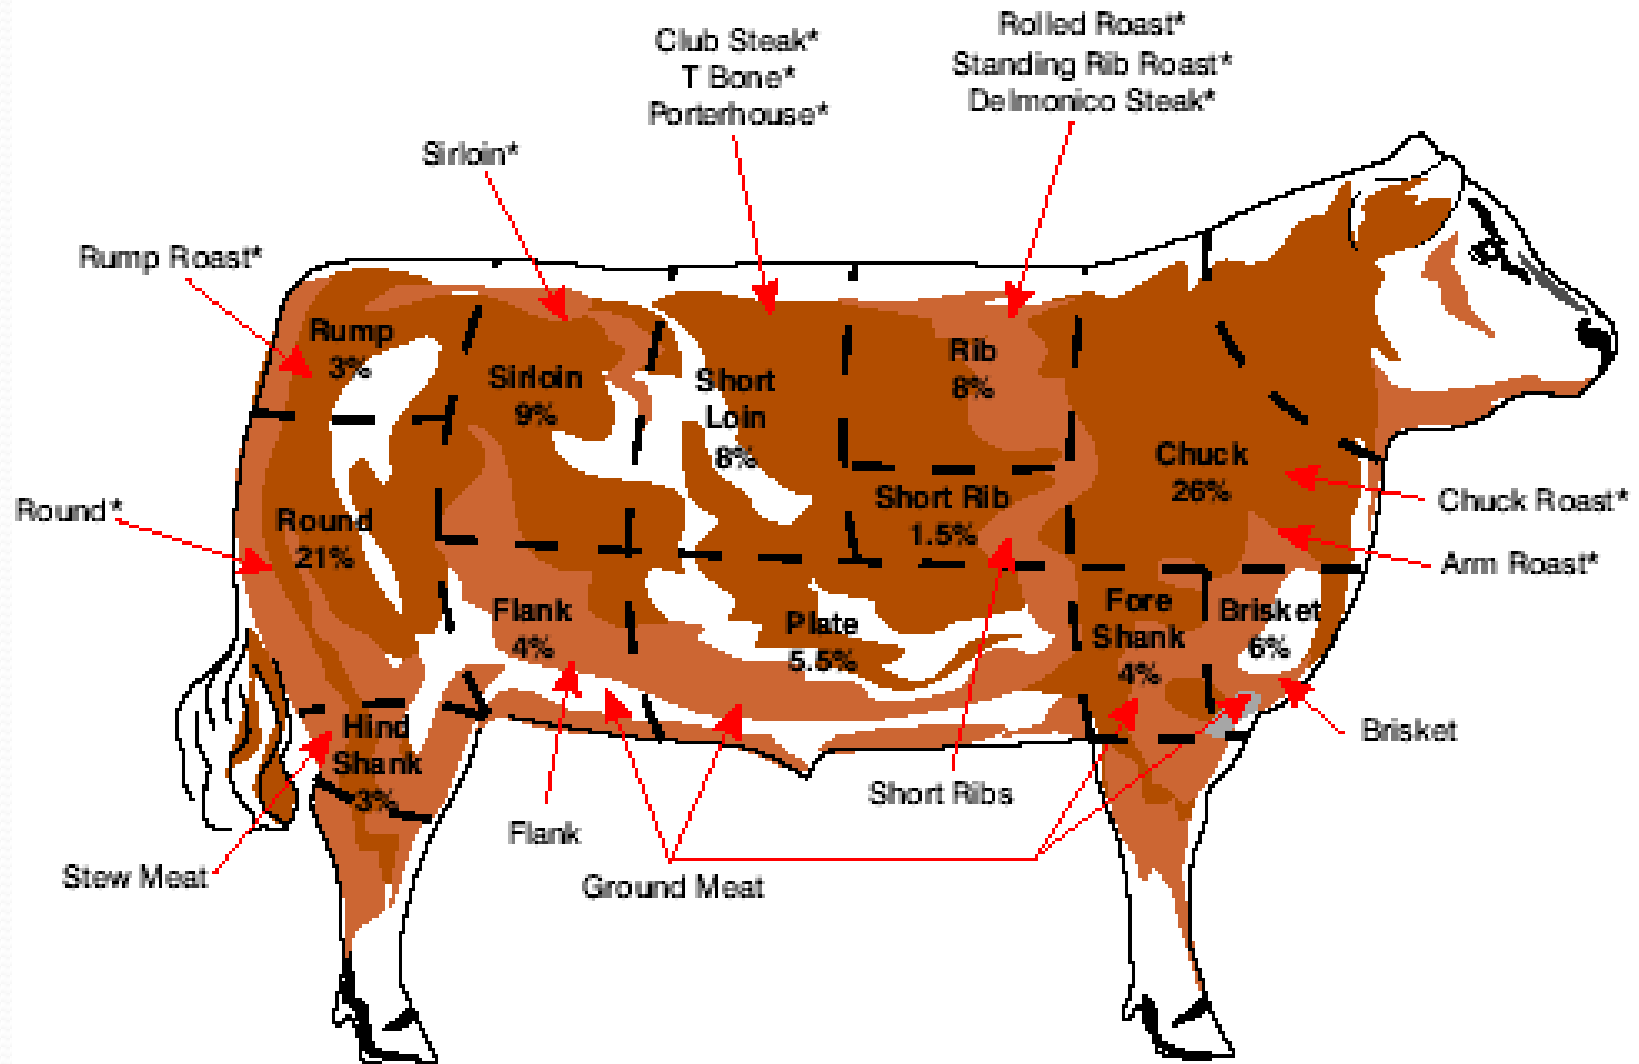 Rolled Roast*
Club Steak*
Standing Rib Roast*
T Bone*
Delmonico Steak*
Porterhouse*
Sirloin*
Rump Roast*
Rump
3%
Sirloin
9%
Short
Loin
8%
Rib
8%
Chuck
26%
Short Rib
1.5%
Chuck Roast*
Round*
Round
21%
Arm Roast*
Flank
4%
Plate
5.5%
Fore
Shank
4%
Brisket
6%
Hind
Shank
3%
Brisket
Short Ribs
Flank
Stew Meat
Ground Meat